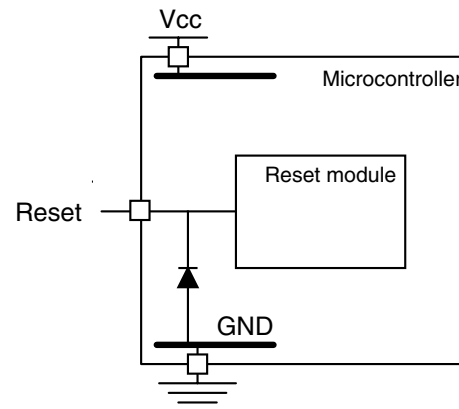 Vcc
Microcontroller
Reset module
Reset
GND